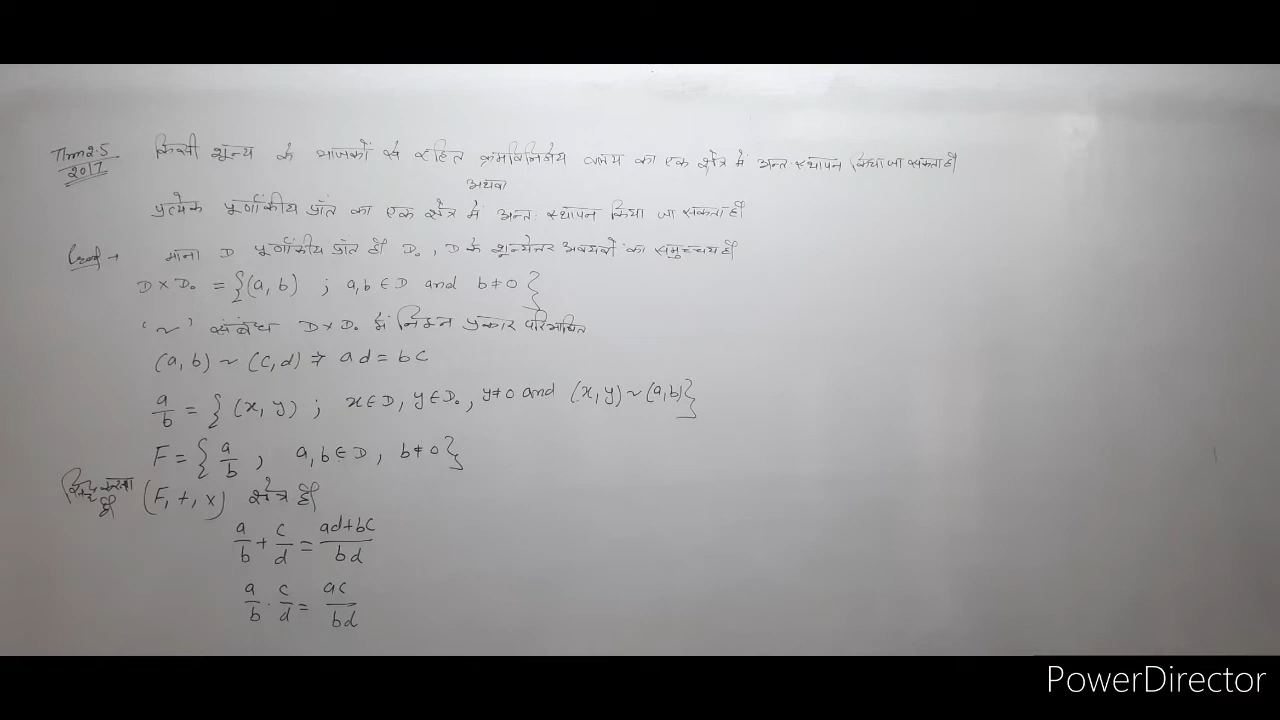 Thm 2.5 किसी शून्य के भाजकों से रहित क्रमविनिमेय वलय का एक क्षेत्र में अन्तःस्थापन किया जा सकता है
2017
अथवा
प्रत्येक पूर्णांकीय प्रांत का एक क्षेत्र में अन्तः स्थापन किया जा सकता है
Proof → माना D पूर्णांकीय प्रांत है D₀, D के शून्येत्तर अवयवों का समुच्चय है
D × D₀ = {(a, b) ; a, b ∈ D and b ≠ 0}
'~' संबंध D × D₀ में निम्न प्रकार परिभाषित
(a, b) ~ (c, d) ⇒ ad = bc
a/b = {(x, y) ; x ∈ D, y ∈ D₀, y ≠ 0 and (x, y) ~ (a, b)}
F = {a/b , a, b ∈ D, b ≠ 0}
सिद्ध करना है (F, +, ×) क्षेत्र है
a/b + c/d = ad+bc/bd
a/b · c/d = ac/bd
PowerDirector